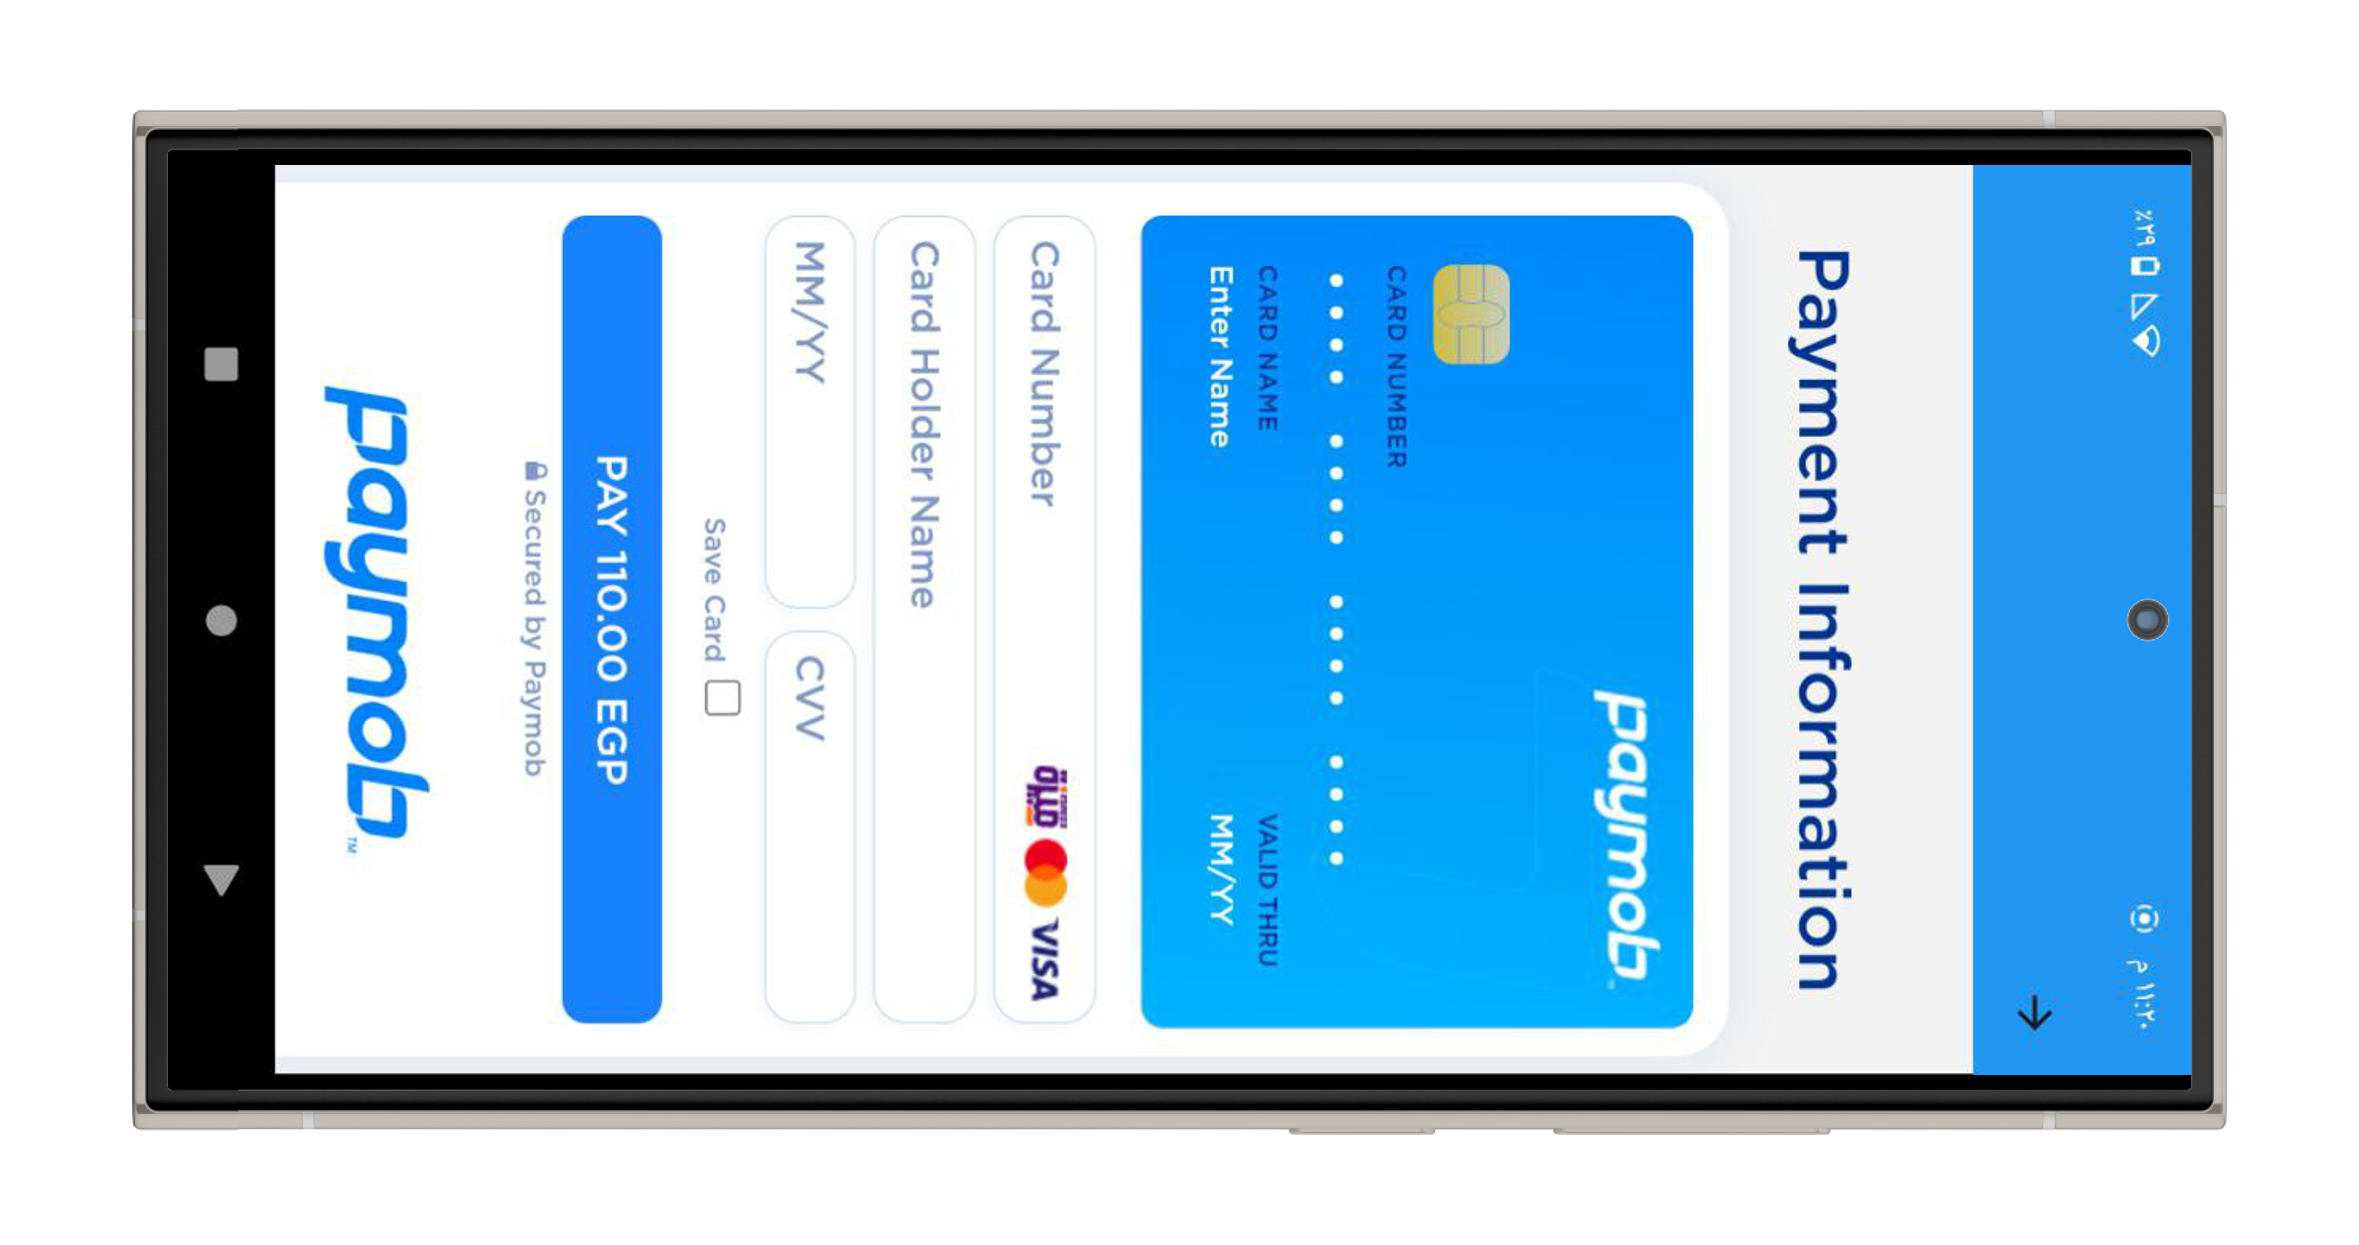 ٪٢٩
م ١١:٢٠
Payment Information
paymob
CARD NUMBER
CARD NAME
VALID THRU
Enter Name
MM/YY
Card Number
ميزة
VISA
Card Holder Name
MM/YY
CVV
Save Card
PAY 110.00 EGP
Secured by Paymob
paymob™